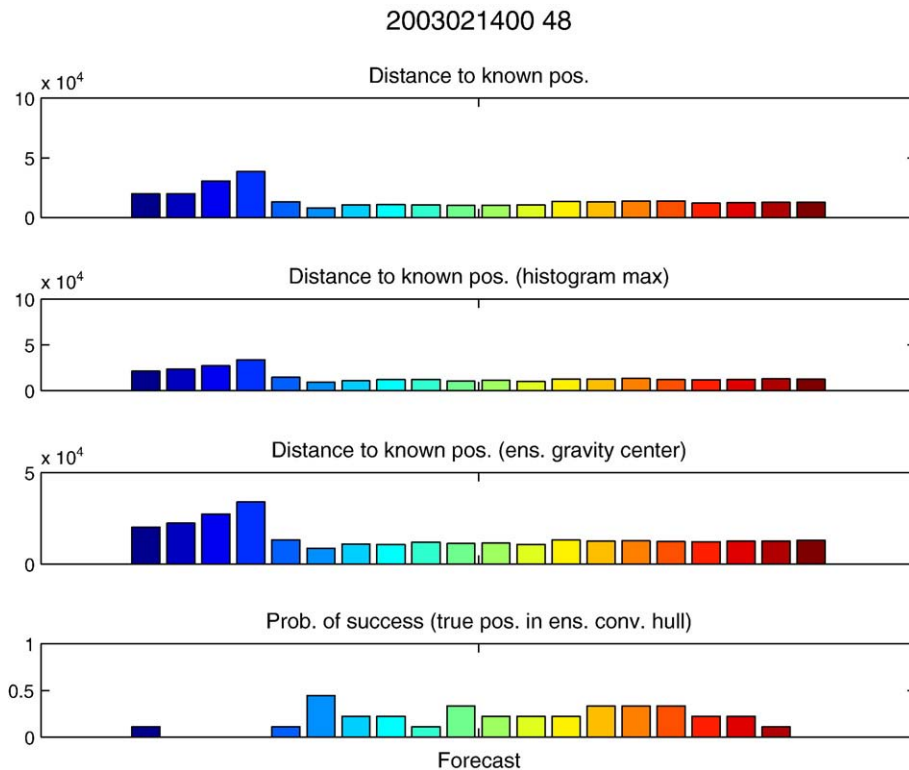 2003021400 48
Distance to known pos.
x 10^4
10
5
0
Distance to known pos. (histogram max)
x 10^4
10
5
0
Distance to known pos. (ens. gravity center)
x 10^4
5
0
Prob. of success (true pos. in ens. conv. hull)
1
0.5
0
Forecast